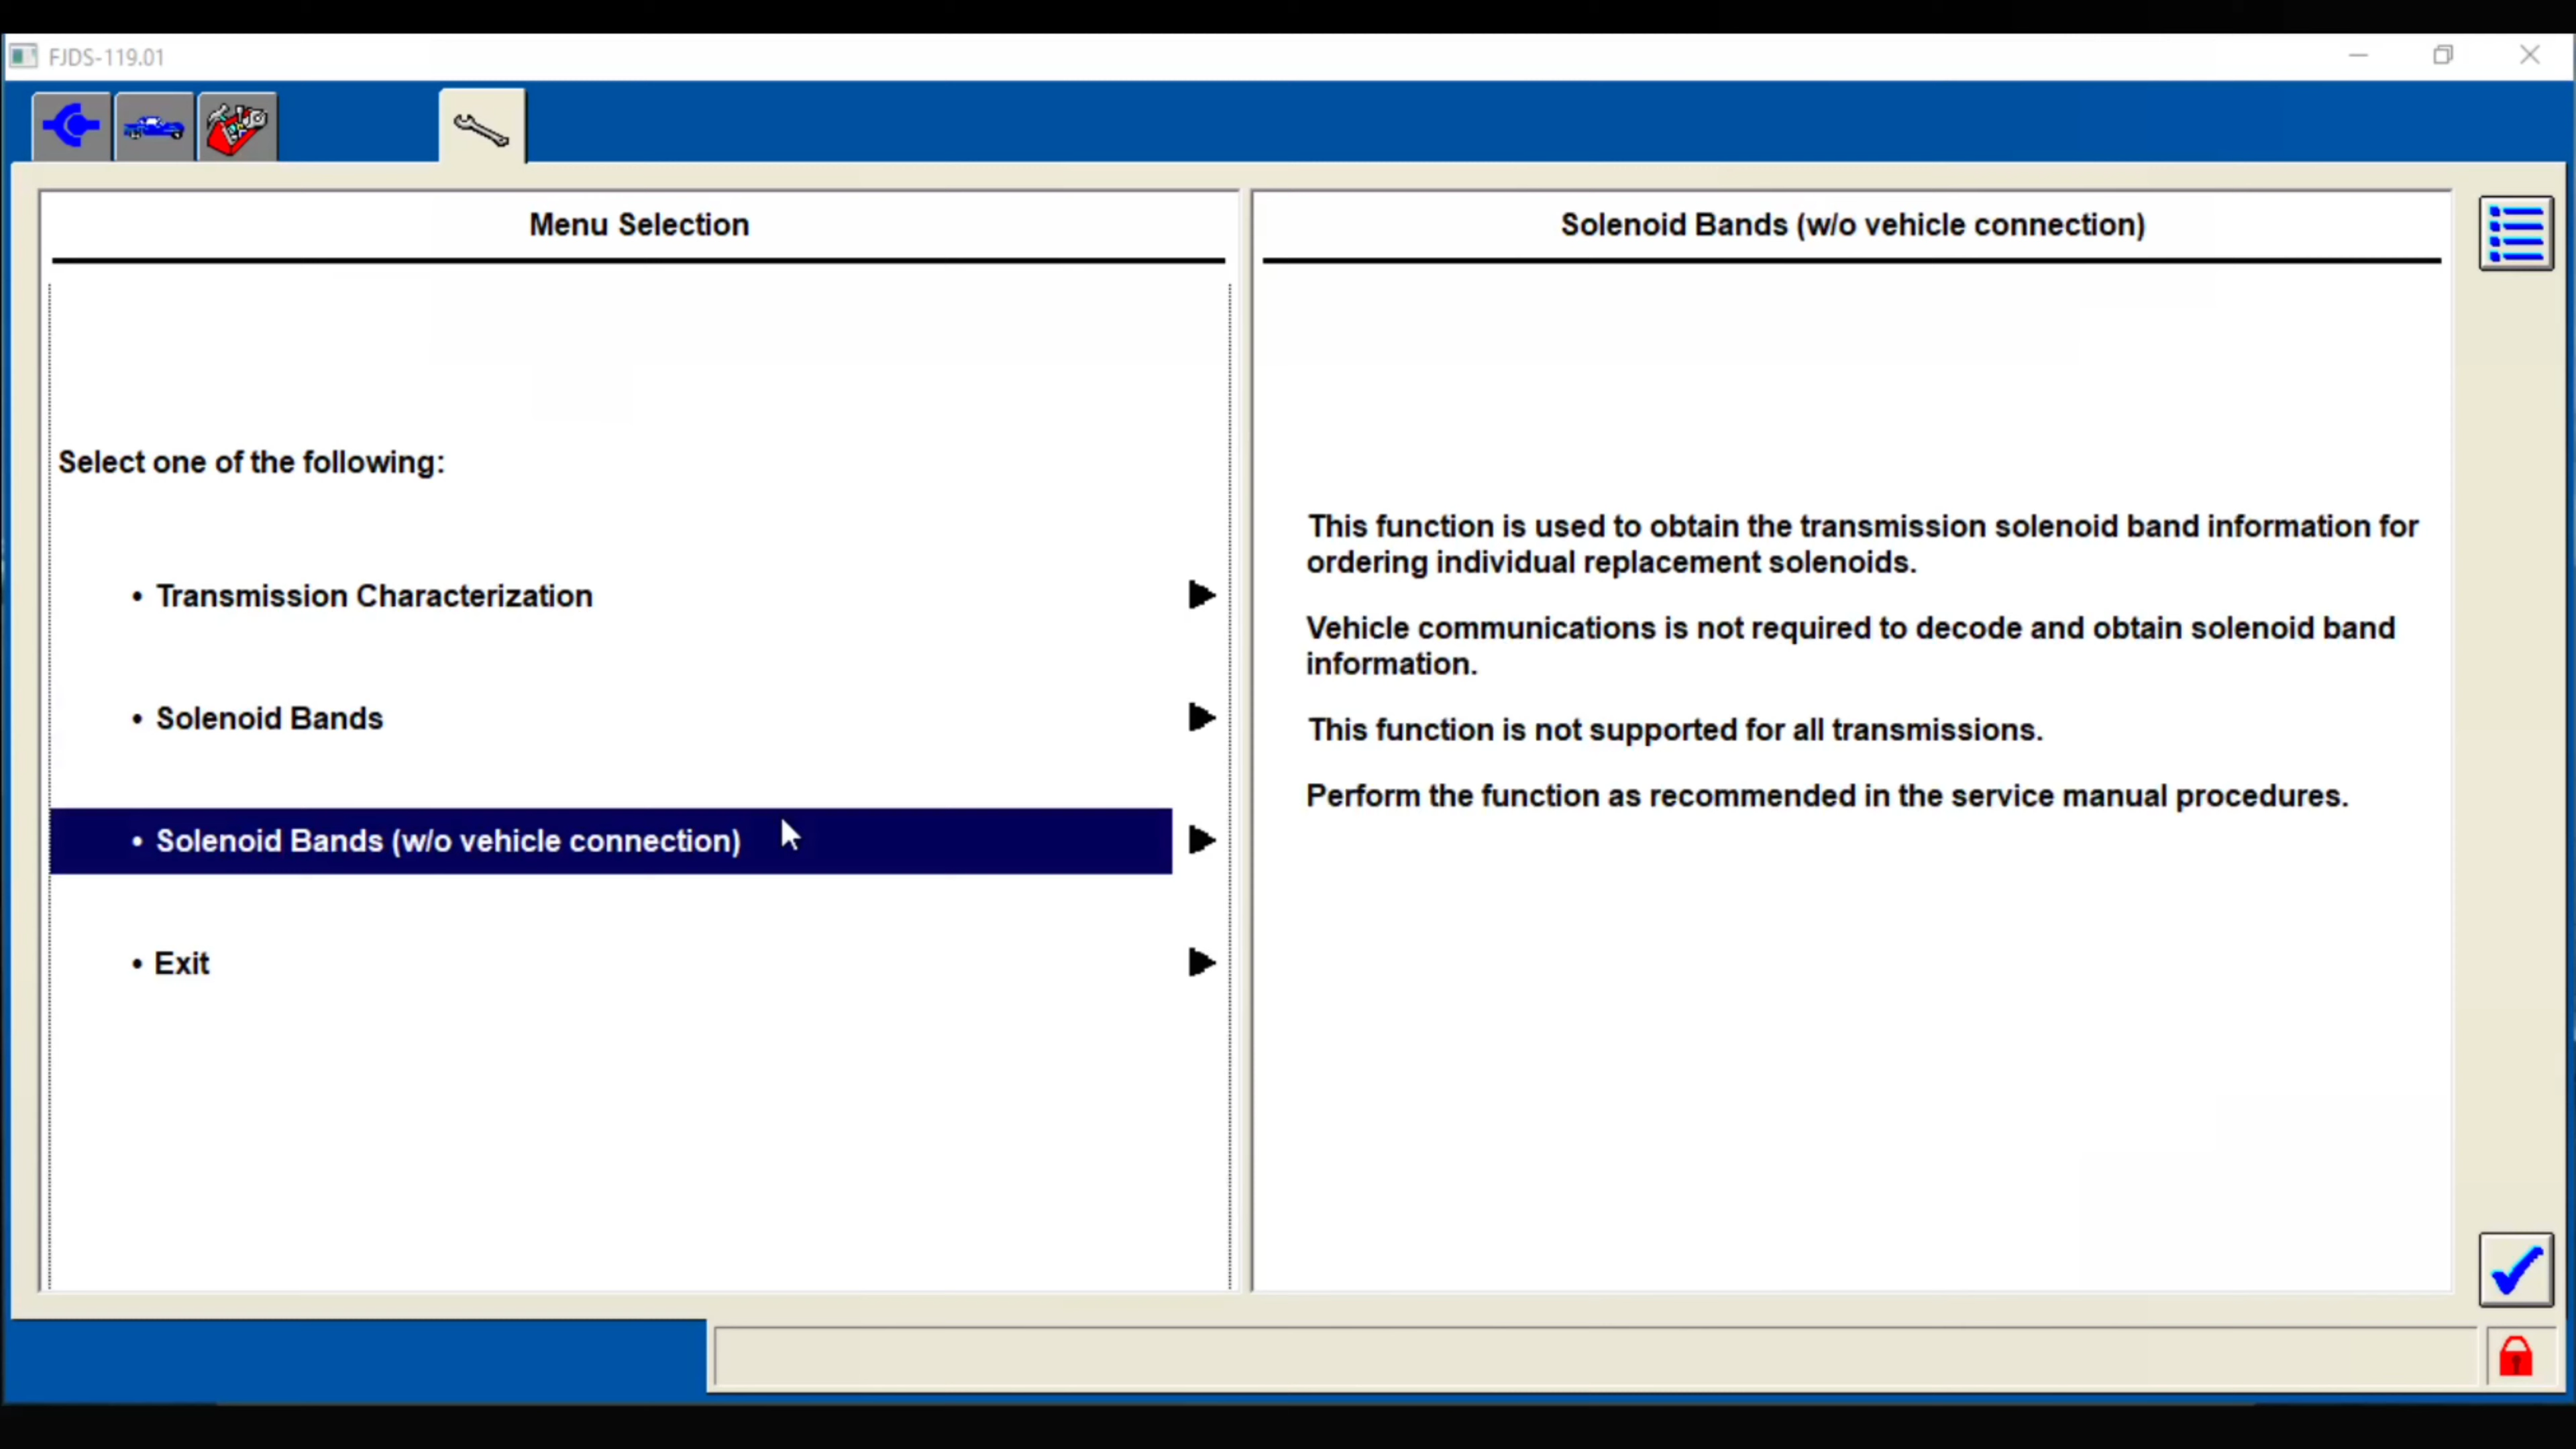 FJDS-119.01
Menu Selection
Select one of the following:
• Transmission Characterization
• Solenoid Bands
• Solenoid Bands (w/o vehicle connection)
• Exit
Solenoid Bands (w/o vehicle connection)
This function is used to obtain the transmission solenoid band information for
ordering individual replacement solenoids.
Vehicle communications is not required to decode and obtain solenoid band
information.
This function is not supported for all transmissions.
Perform the function as recommended in the service manual procedures.